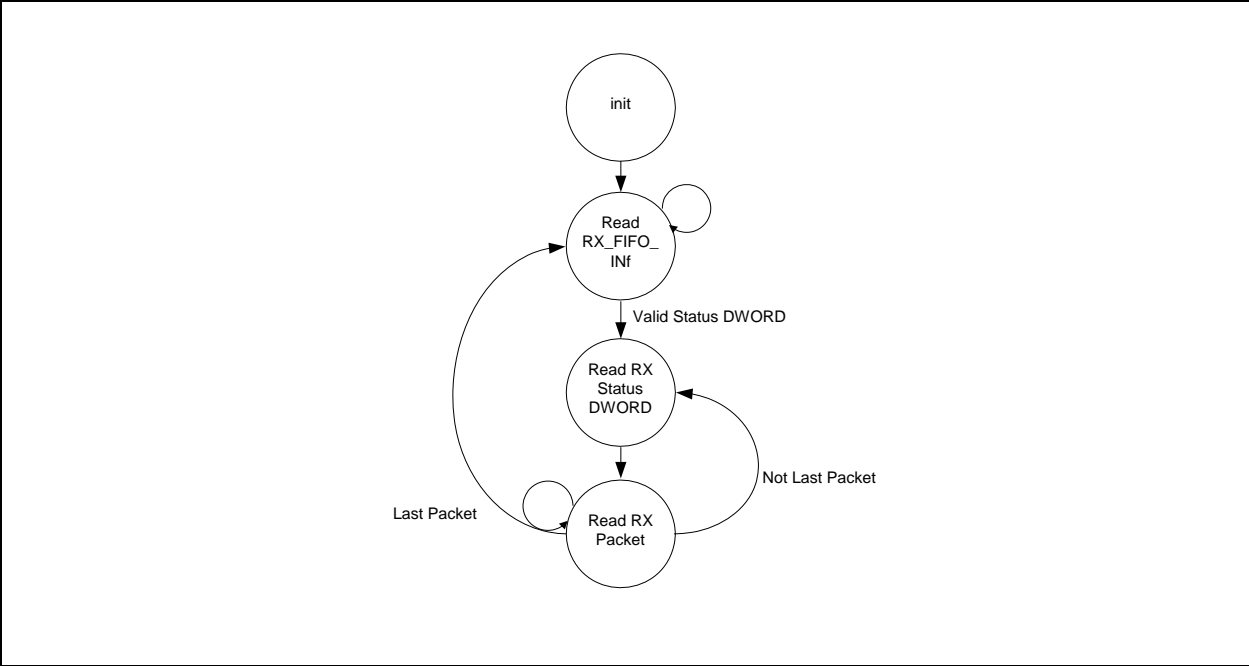 init
Read
RX_FIFO_
INf
Valid Status DWORD
Read RX
Status
DWORD
Not Last Packet
Last Packet
Read RX
Packet